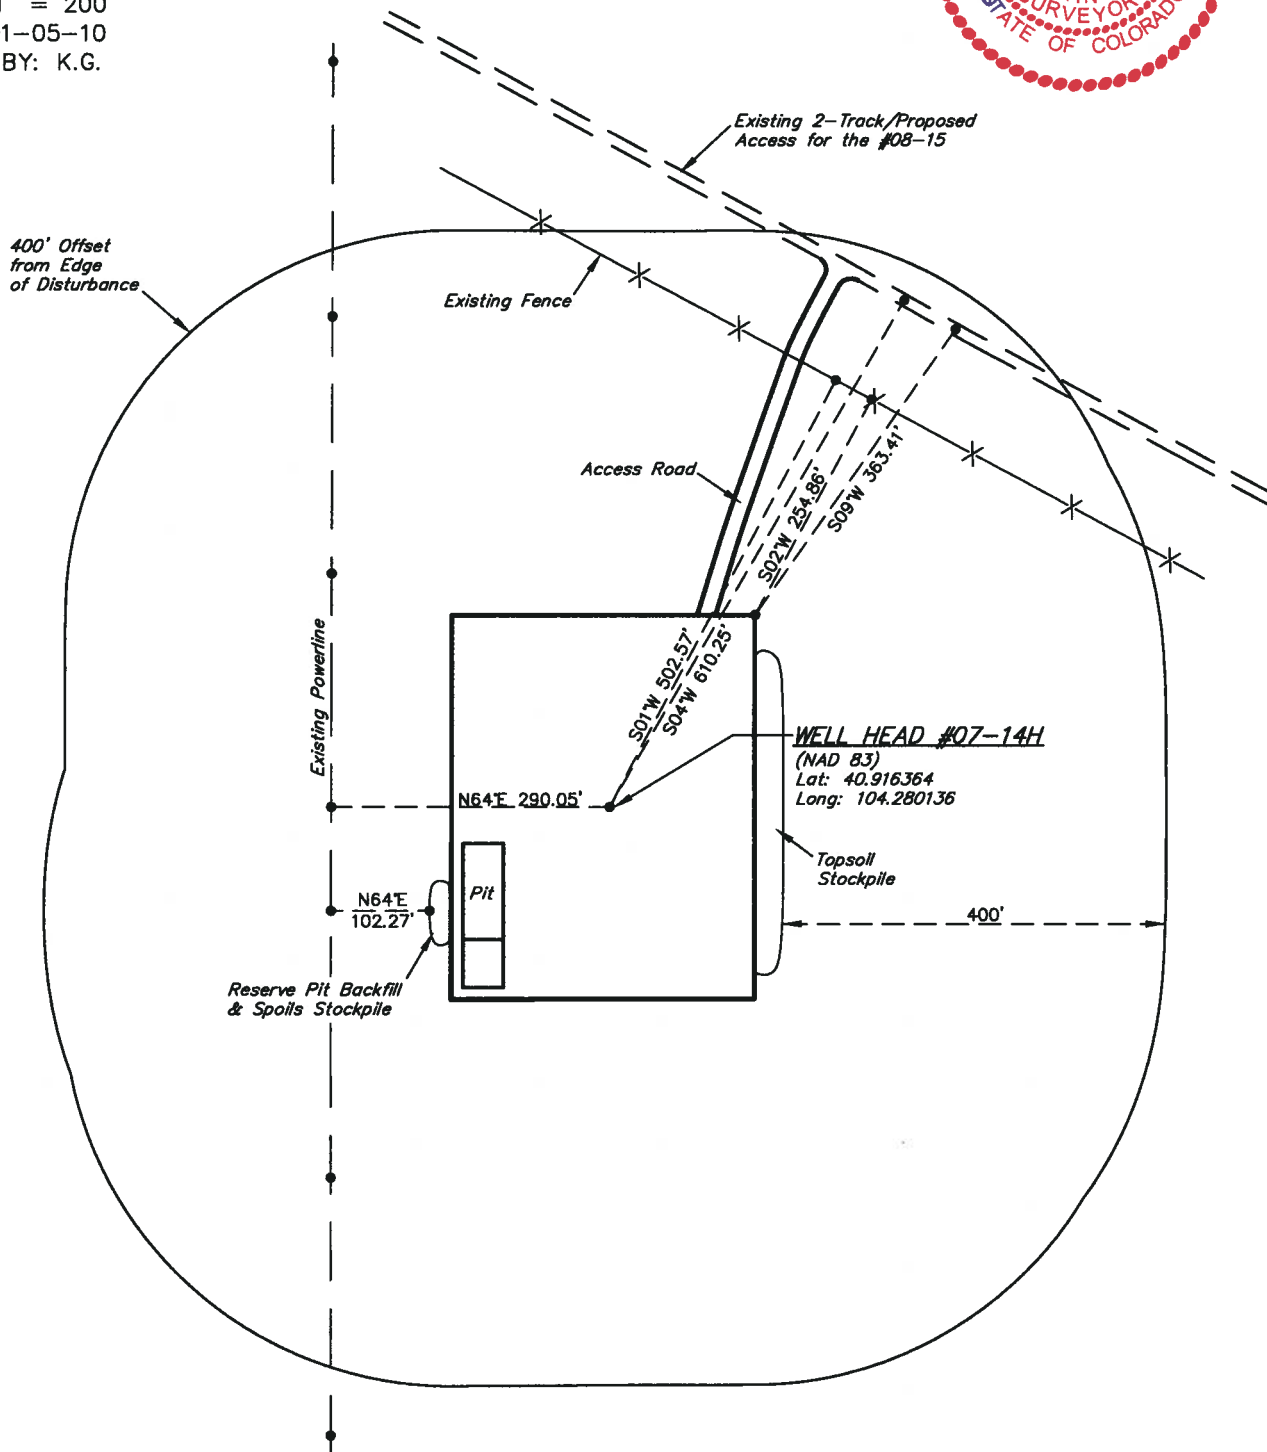 = 200
1-05-10
BY: K.G.
SURVEYOR
STATE OF COLORADO
Existing 2-Track/Proposed
Access for the #08-15
400' Offset
from Edge
of Disturbance
Existing Fence
Access Road
S02°W 254.86'
S09°W 363.41'
Existing Powerline
S01°W 502.57'
S04°W 610.25'
WELL HEAD #07-14H
(NAD 83)
Lat: 40.916364
Long: 104.280136
N64°E 290.05'
Topsoil
Stockpile
Pit
N64°E
102.27'
400'
Reserve Pit Backfill
& Spoils Stockpile